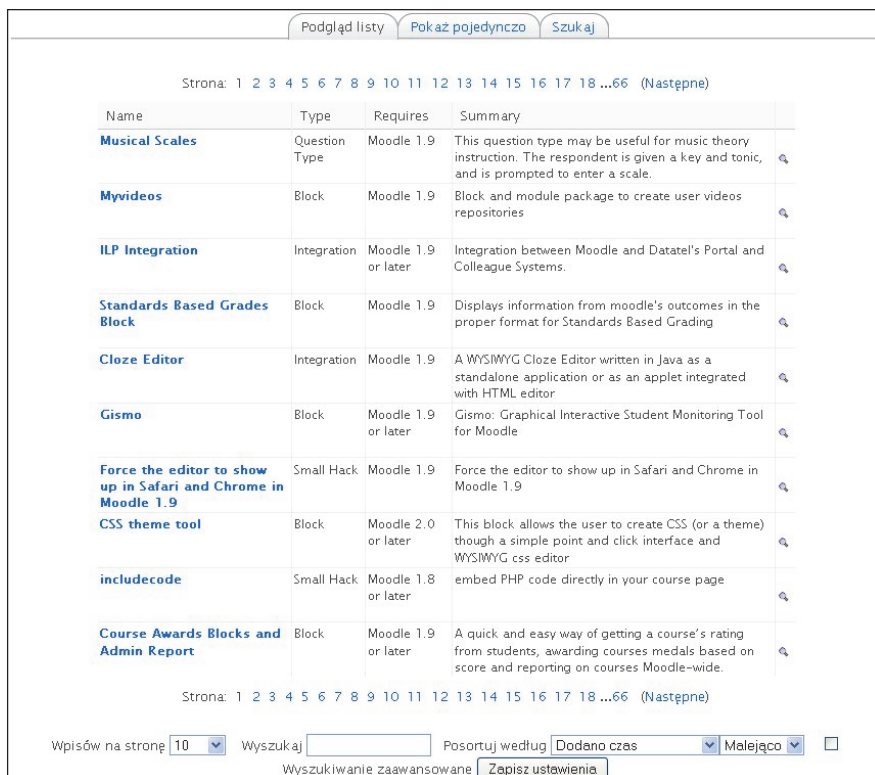 Podgląd listy Pokaż pojedynczo Szukaj
Strona: 1 2 3 4 5 6 7 8 9 10 11 12 13 14 15 16 17 18 ...66 (Następne)
Name Type Requires Summary
Musical Scales Question Type Moodle 1.9 This question type may be useful for music theory
instruction. The respondent is given a key and tonic,
and is prompted to enter a scale.
Myvideos Block Moodle 1.9 Block and module package to create user videos
repositories
ILP Integration Integration Moodle 1.9 or later Integration between Moodle and Datatel's Portal and
Colleague Systems.
Standards Based Grades Block Block Moodle 1.9 Displays information from moodle's outcomes in the
proper format for Standards Based Grading
Cloze Editor Integration Moodle 1.9 A WYSIWYG Cloze Editor written in Java as a
standalone application or as an applet integrated
with HTML editor
Gismo Block Moodle 1.9 or later Gismo: Graphical Interactive Student Monitoring Tool
for Moodle
Force the editor to show up in Safari and Chrome in Moodle 1.9 Small Hack Moodle 1.9 Force the editor to show up in Safari and Chrome in
Moodle 1.9
CSS theme tool Block Moodle 2.0 or later This block allows the user to create CSS (or a theme)
though a simple point and click interface and
WYSIWYG css editor
includecode Small Hack Moodle 1.8 or later embed PHP code directly in your course page
Course Awards Blocks and Admin Report Block Moodle 1.9 or later A quick and easy way of getting a course's rating
from students, awarding courses medals based on
score and reporting on courses Moodle-wide.
Strona: 1 2 3 4 5 6 7 8 9 10 11 12 13 14 15 16 17 18 ...66 (Następne)
Wpisów na stronę 10 Wyszukaj Posortuj według Dodano czas Malejąco
Wyszukiwanie zaawansowane Zapisz ustawienia